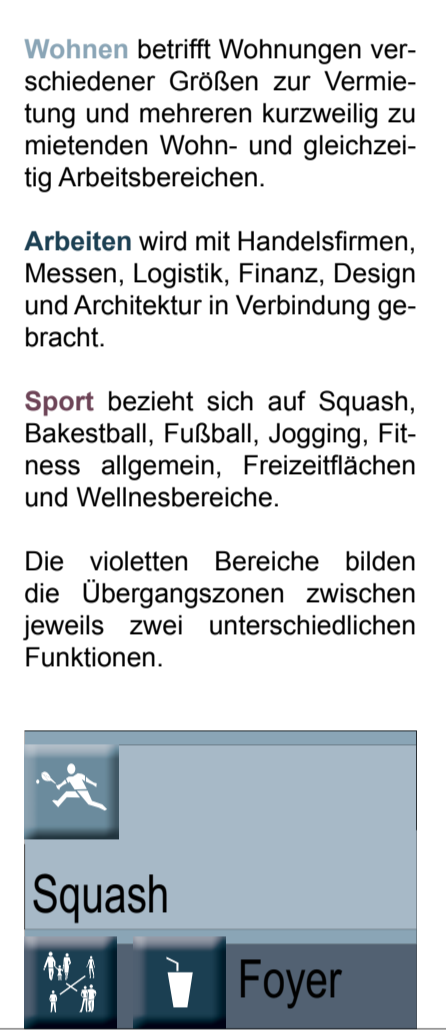 Wohnen betrifft Wohnungen ver-
schiedener Größen zur Vermie-
tung und mehreren kurzweilig zu
mietenden Wohn- und gleichzei-
tig Arbeitsbereichen.
Arbeiten wird mit Handelsfirmen,
Messen, Logistik, Finanz, Design
und Architektur in Verbindung ge-
bracht.
Sport bezieht sich auf Squash,
Bakestball, Fußball, Jogging, Fit-
ness allgemein, Freizeitflächen
und Wellnesbereiche.
Die violetten Bereiche bilden
die Übergangszonen zwischen
jeweils zwei unterschiedlichen
Funktionen.
Squash
Foyer